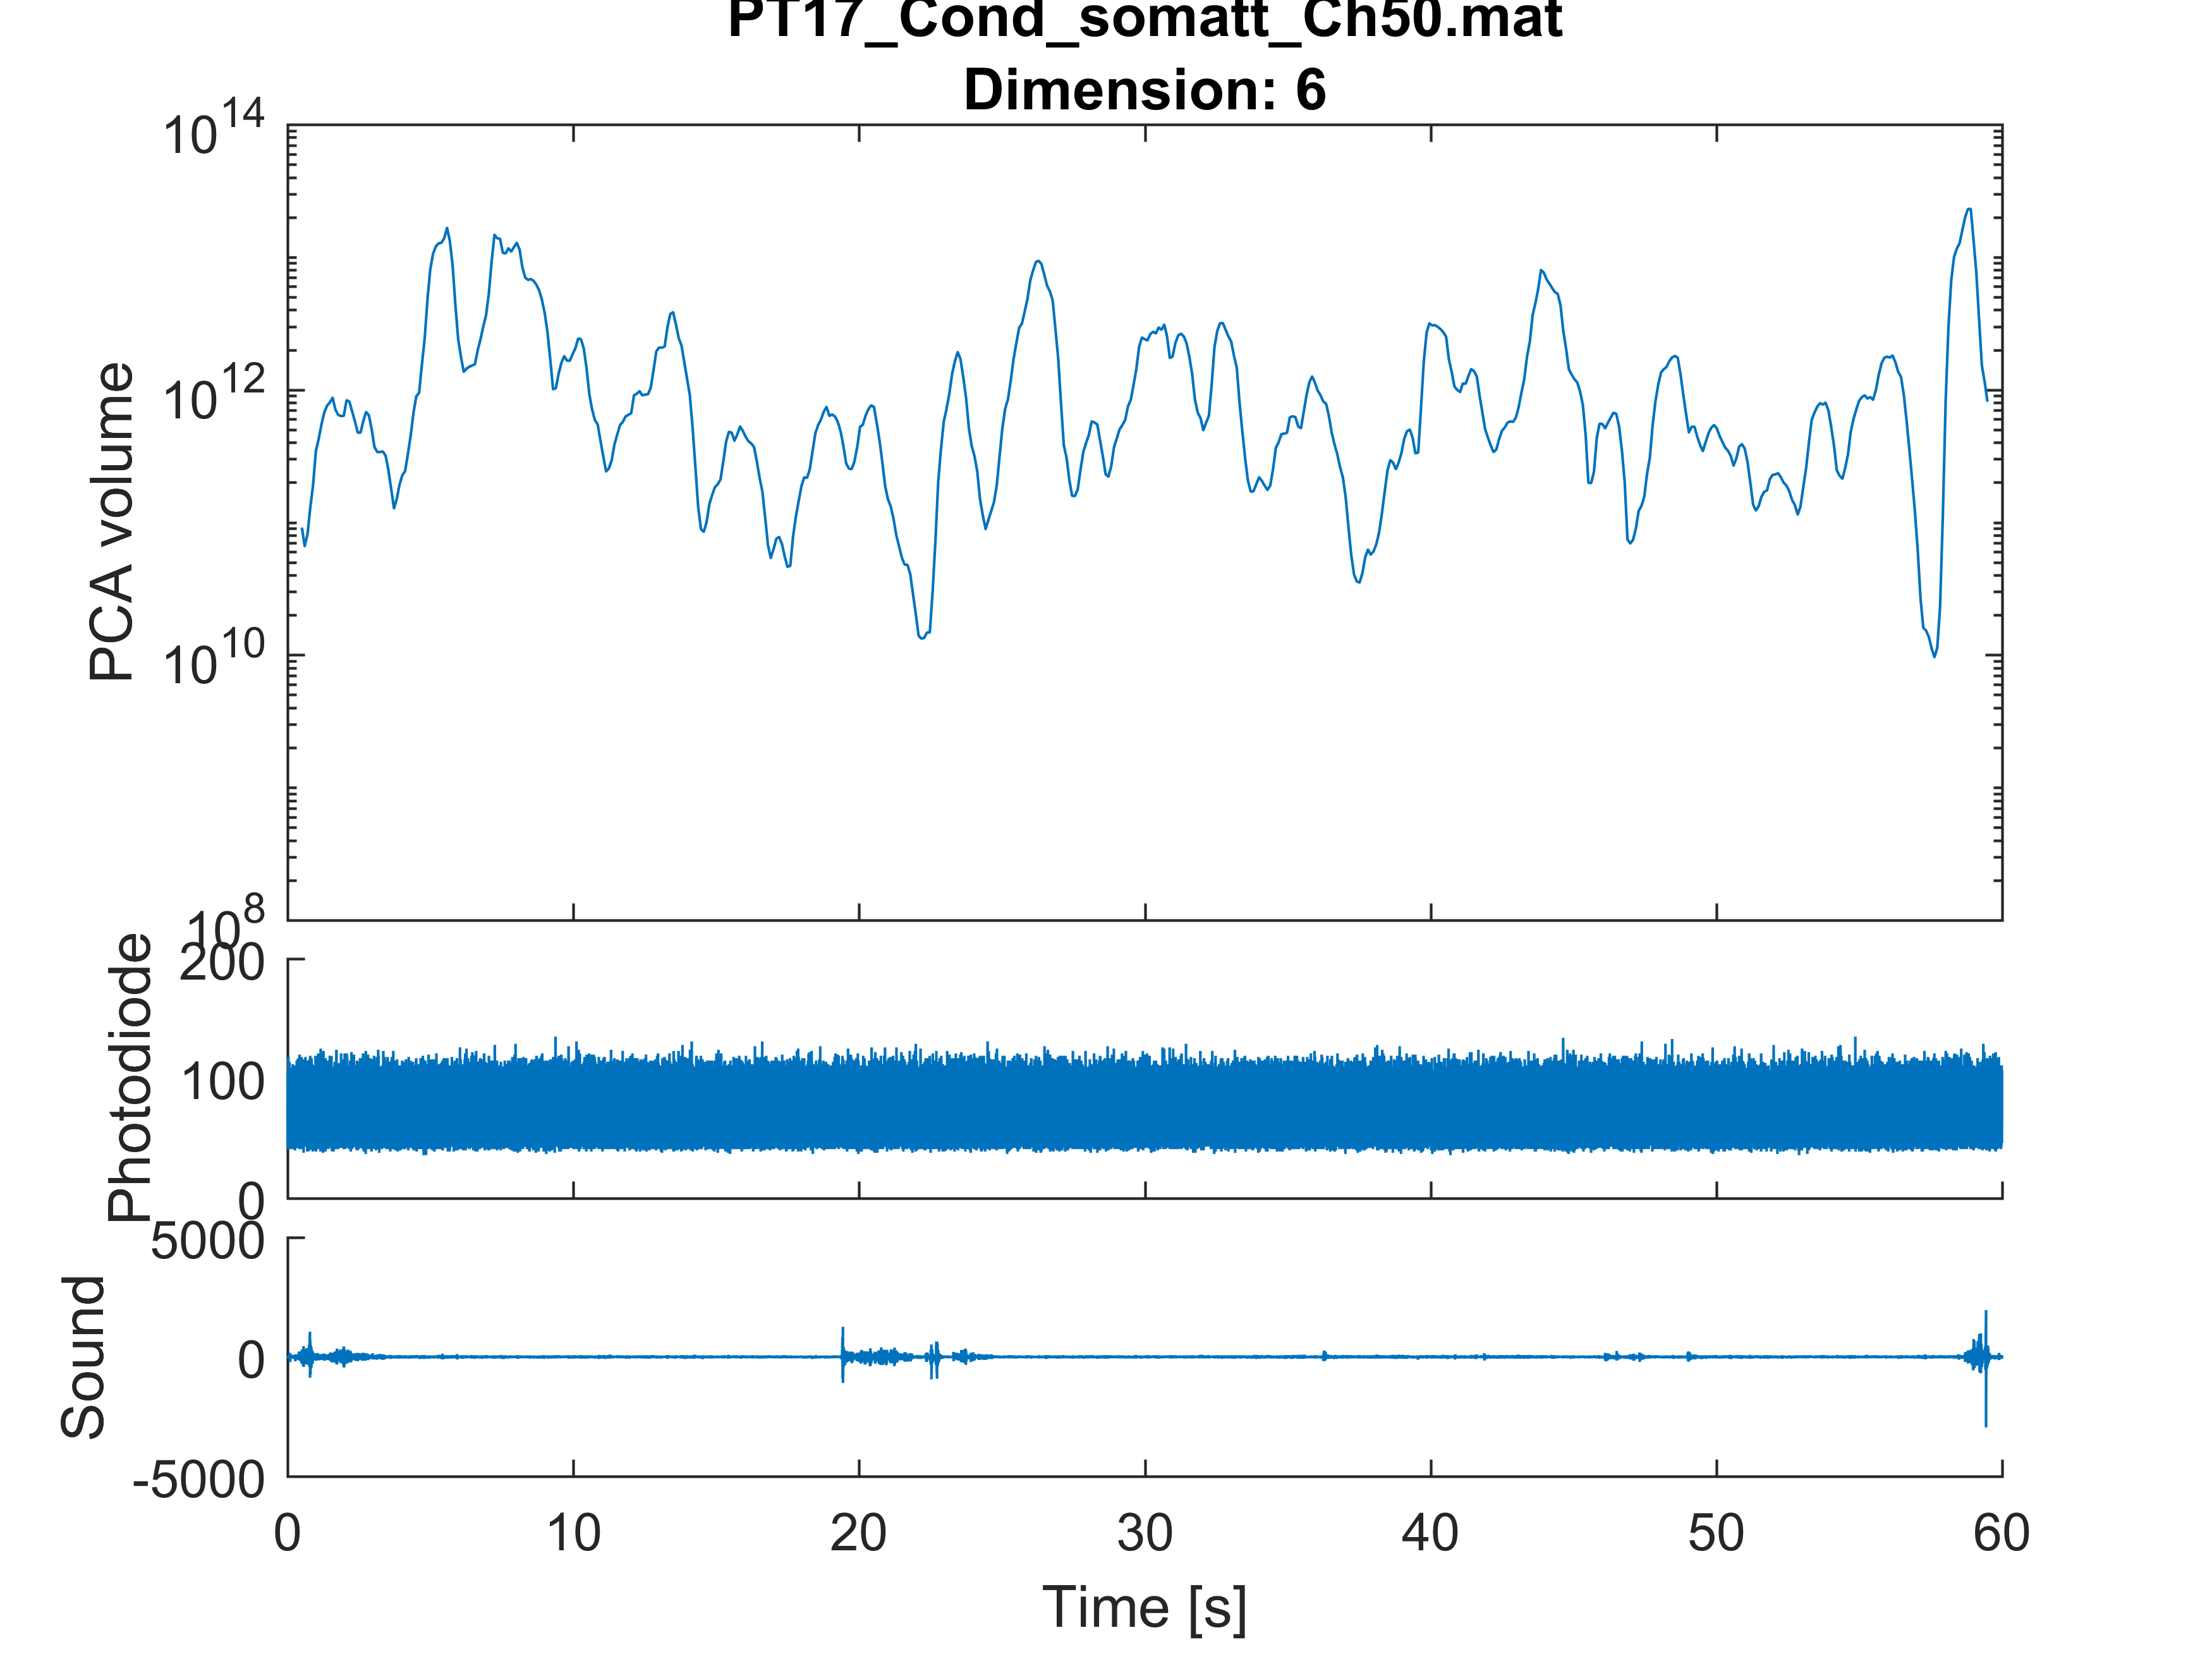 PT17_Cond_somatt_Ch50.mat
Dimension: 6
10^14
10^12
10^10
10^8
PCA volume
200
100
0
Photodiode
5000
0
-5000
Sound
0 10 20 30 40 50 60
Time [s]